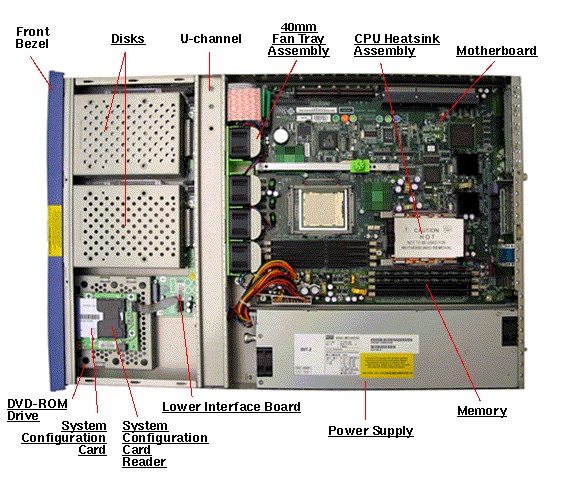 Front
Bezel
Disks
U-channel
40mm
Fan Tray
Assembly
CPU Heatsink
Assembly
Motherboard
CAUTION
HOT
DVD-ROM
Drive
System
Configuration
Card
System
Configuration
Card
Reader
Lower Interface Board
Power Supply
Memory